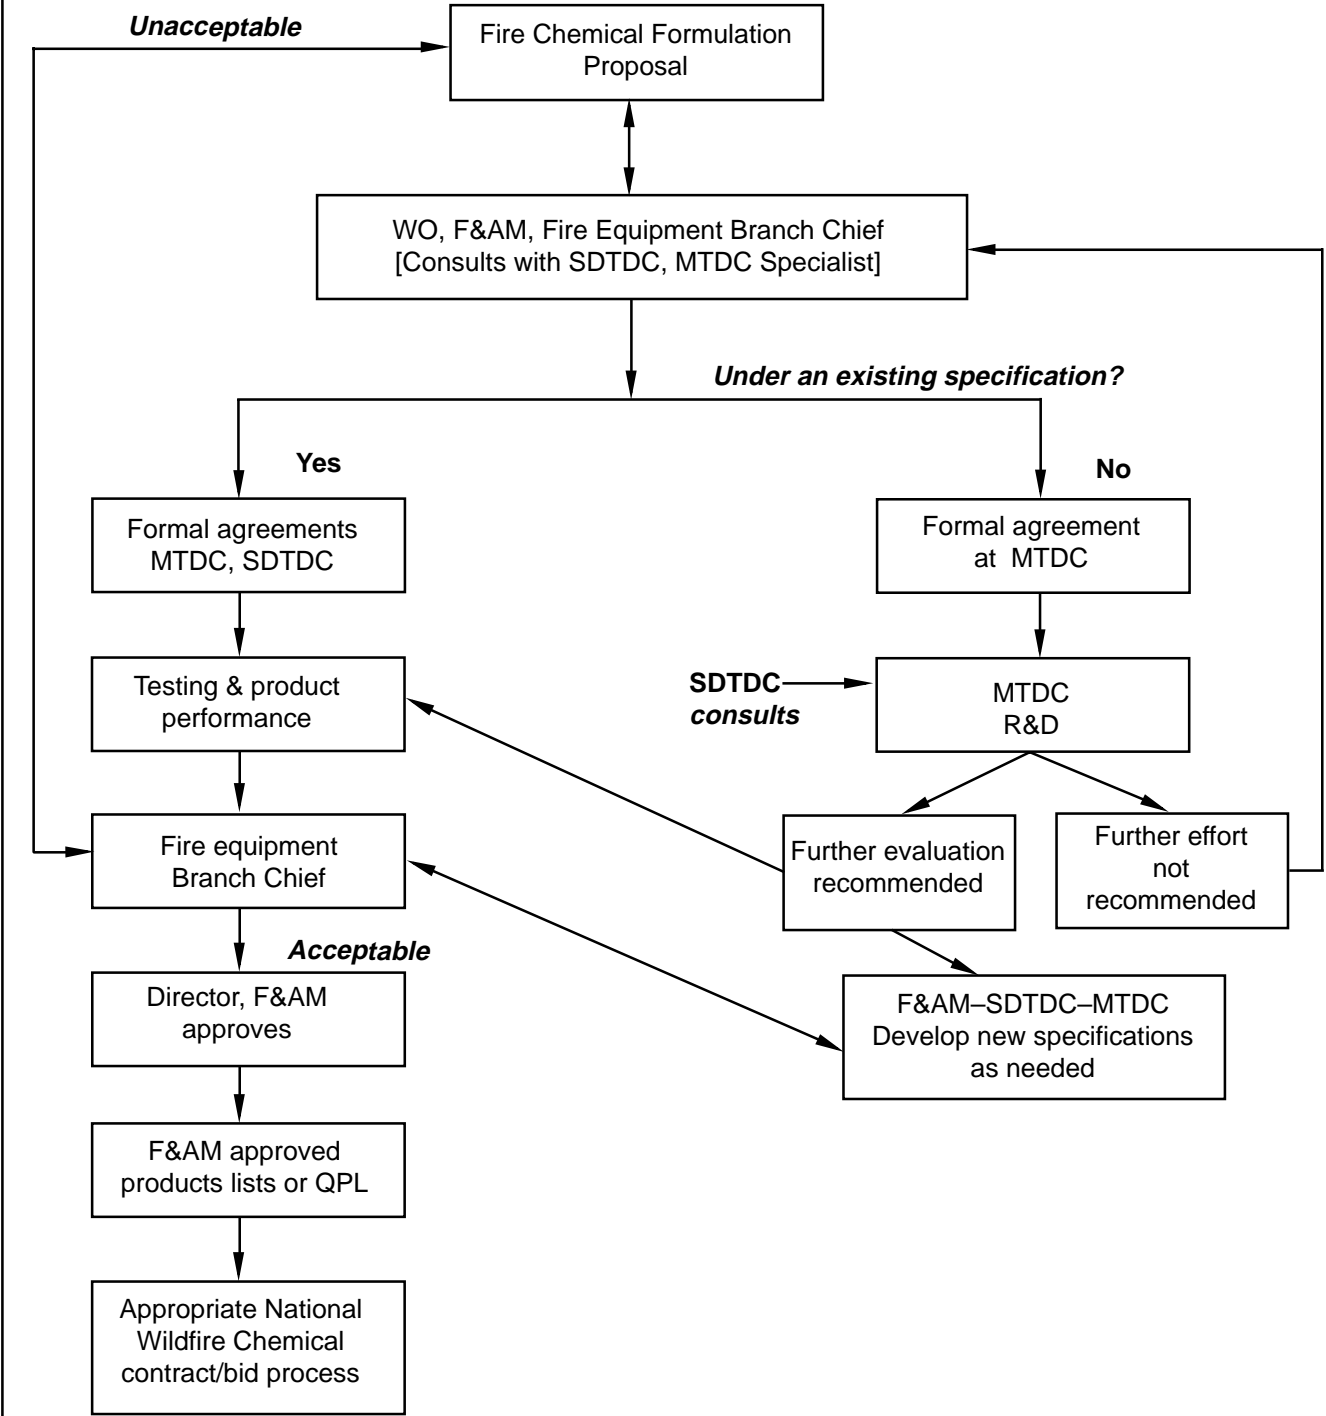 Unacceptable
Fire Chemical Formulation
Proposal
WO, F&AM, Fire Equipment Branch Chief
[Consults with SDTDC, MTDC Specialist]
Under an existing specification?
Yes
No
Formal agreements
MTDC, SDTDC
Formal agreement
at MTDC
Testing & product
performance
SDTDC
consults
MTDC
R&D
Fire equipment
Branch Chief
Further evaluation
recommended
Further effort
not
recommended
Acceptable
Director, F&AM
approves
F&AM–SDTDC–MTDC
Develop new specifications
as needed
F&AM approved
products lists or QPL
Appropriate National
Wildfire Chemical
contract/bid process